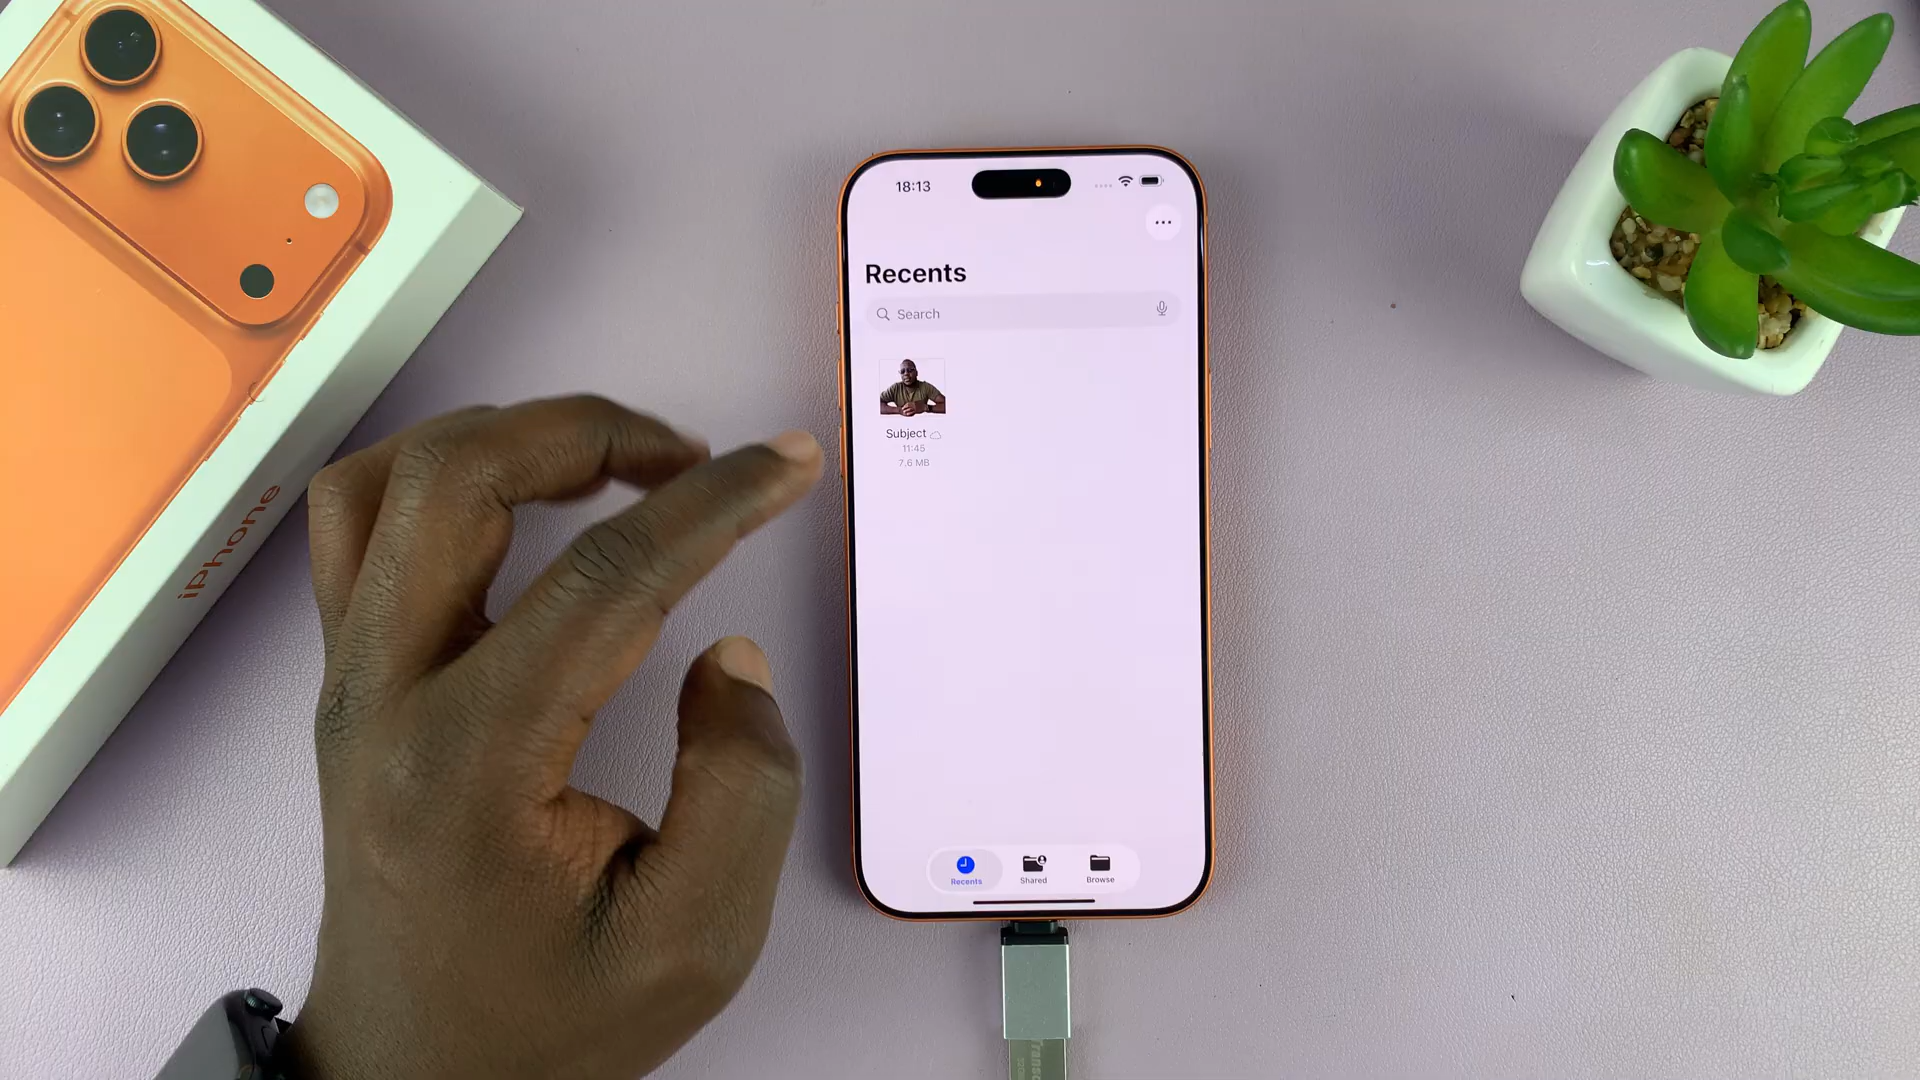 iPhone
18:13
Recents
Search
Subject
11:45
7.6 MB
Recents
Shared
Browse